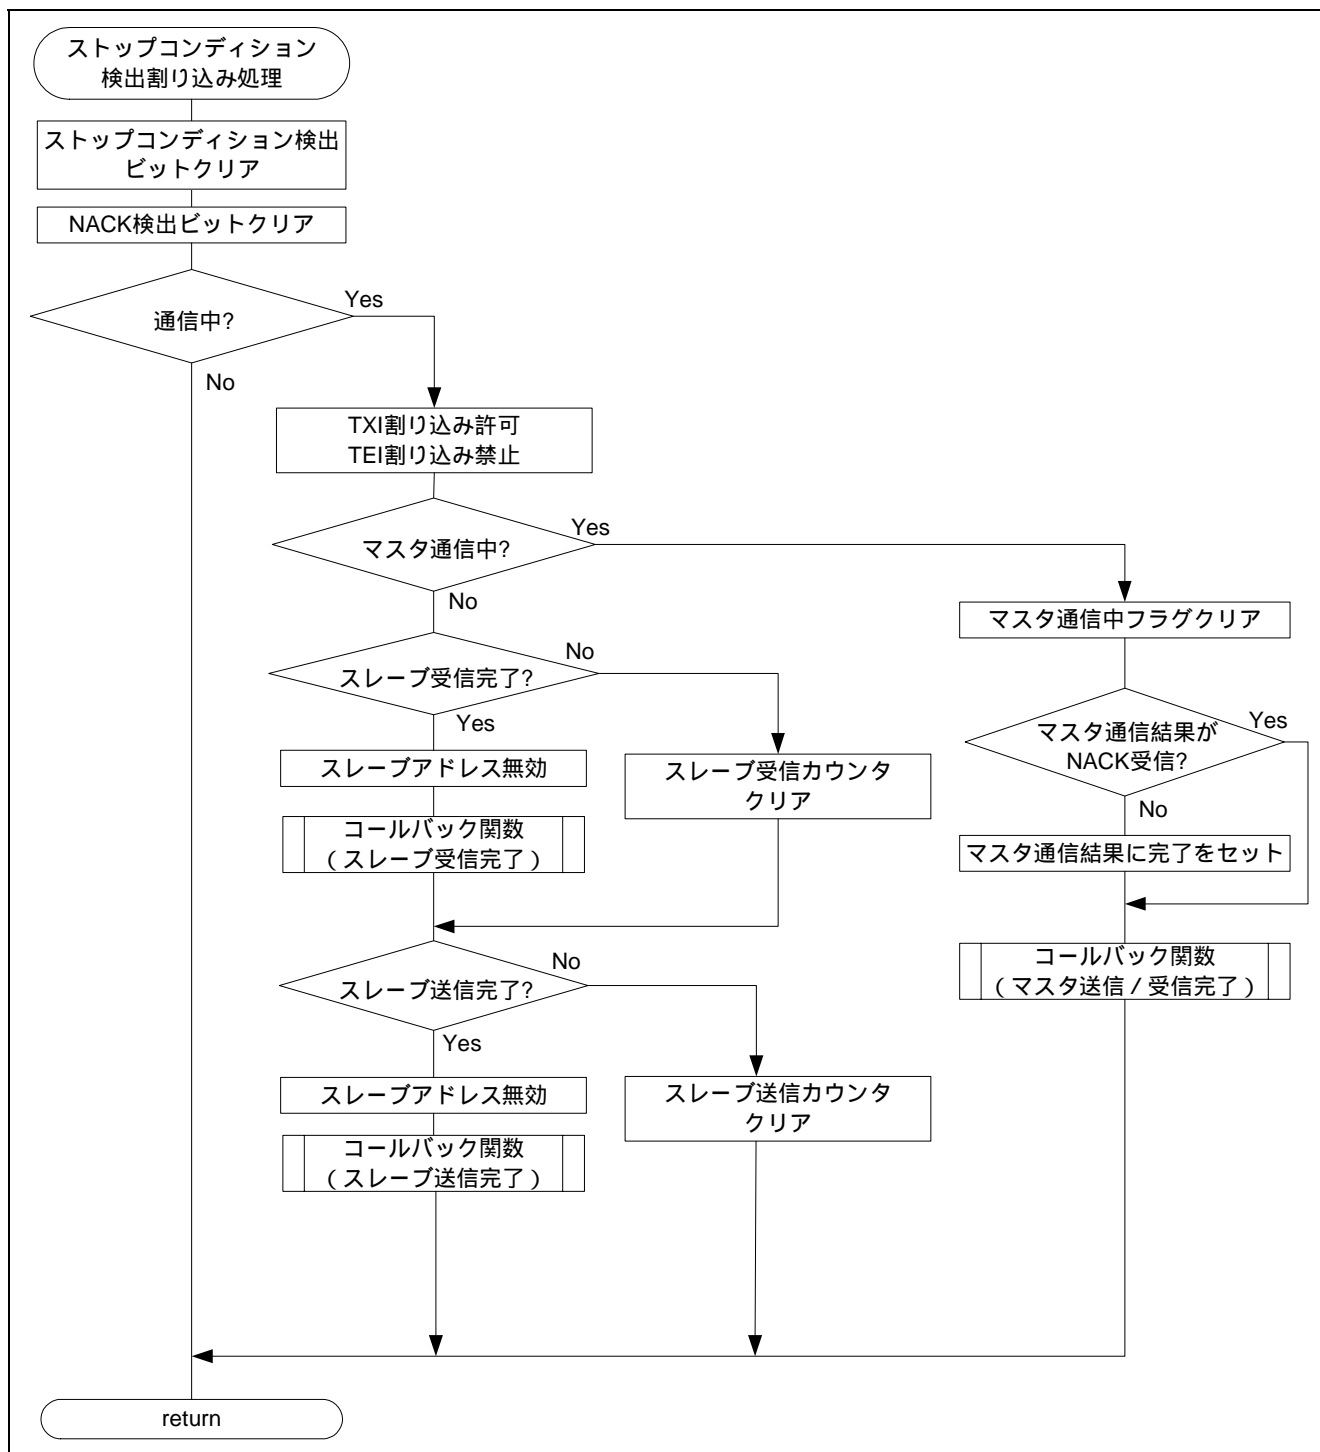 ストップコンディション
検出割り込み処理
ストップコンディション検出
ビットクリア
NACK検出ビットクリア
通信中?
Yes
No
TXI割り込み許可
TEI割り込み禁止
マスタ通信中?
Yes
No
マスタ通信中フラグクリア
スレーブ受信完了?
No
Yes
マスタ通信結果が
NACK受信?
Yes
No
スレーブアドレス無効
スレーブ受信カウンタ
クリア
コールバック関数
(スレーブ受信完了)
マスタ通信結果に完了をセット
コールバック関数
(マスタ送信/受信完了)
スレーブ送信完了?
No
Yes
スレーブアドレス無効
スレーブ送信カウンタ
クリア
コールバック関数
(スレーブ送信完了)
return